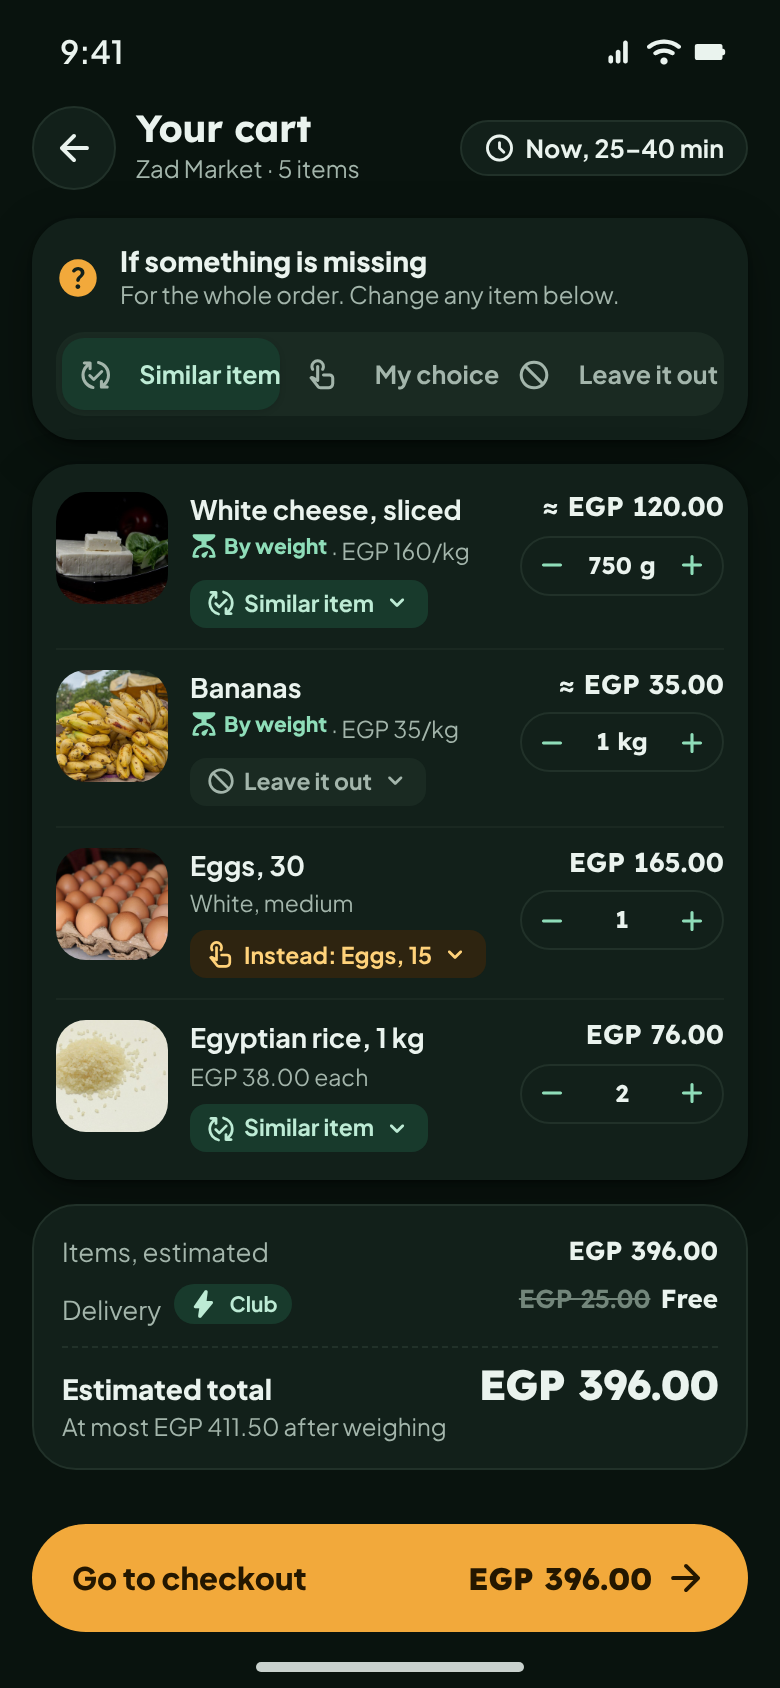 9:41
Your cart
Zad Market · 5 items
Now, 25–40 min
If something is missing
For the whole order. Change any item below.
Similar item
My choice
Leave it out
White cheese, sliced
≈ EGP 120.00
By weight · EGP 160/kg
− 750 g +
Similar item
Bananas
≈ EGP 35.00
By weight · EGP 35/kg
− 1 kg +
Leave it out
Eggs, 30
EGP 165.00
White, medium
− 1 +
Instead: Eggs, 15
Egyptian rice, 1 kg
EGP 76.00
EGP 38.00 each
− 2 +
Similar item
Items, estimated EGP 396.00
Delivery Club EGP 25.00 Free
Estimated total EGP 396.00
At most EGP 411.50 after weighing
Go to checkout EGP 396.00